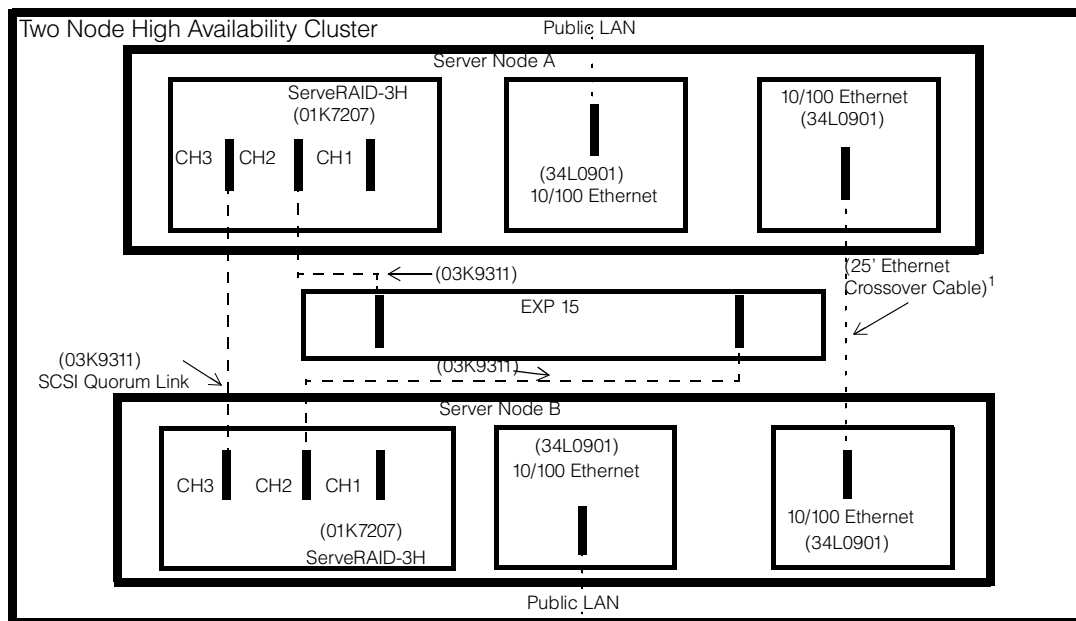 Two Node High Availability Cluster
Public LAN
Server Node A
ServeRAID-3H
(01K7207)
CH3
CH2
CH1
(34L0901)
10/100 Ethernet
10/100 Ethernet
(34L0901)
(03K9311)
(25' Ethernet
Crossover Cable)¹
EXP 15
(03K9311)
SCSI Quorum Link
(03K9311)
Server Node B
CH3
CH2
CH1
(01K7207)
ServeRAID-3H
(34L0901)
10/100 Ethernet
10/100 Ethernet
(34L0901)
Public LAN